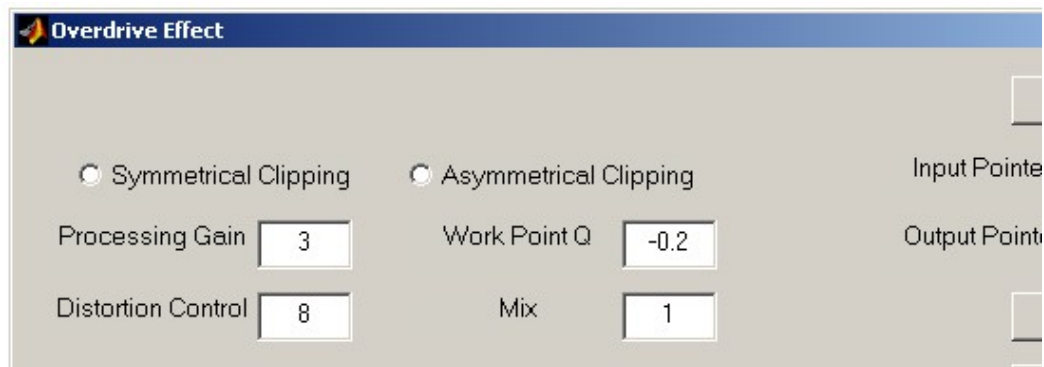 Overdrive Effect
Symmetrical Clipping Asymmetrical Clipping Input Pointe
Processing Gain 3 Work Point Q -0.2 Output Pointe
Distortion Control 8 Mix 1